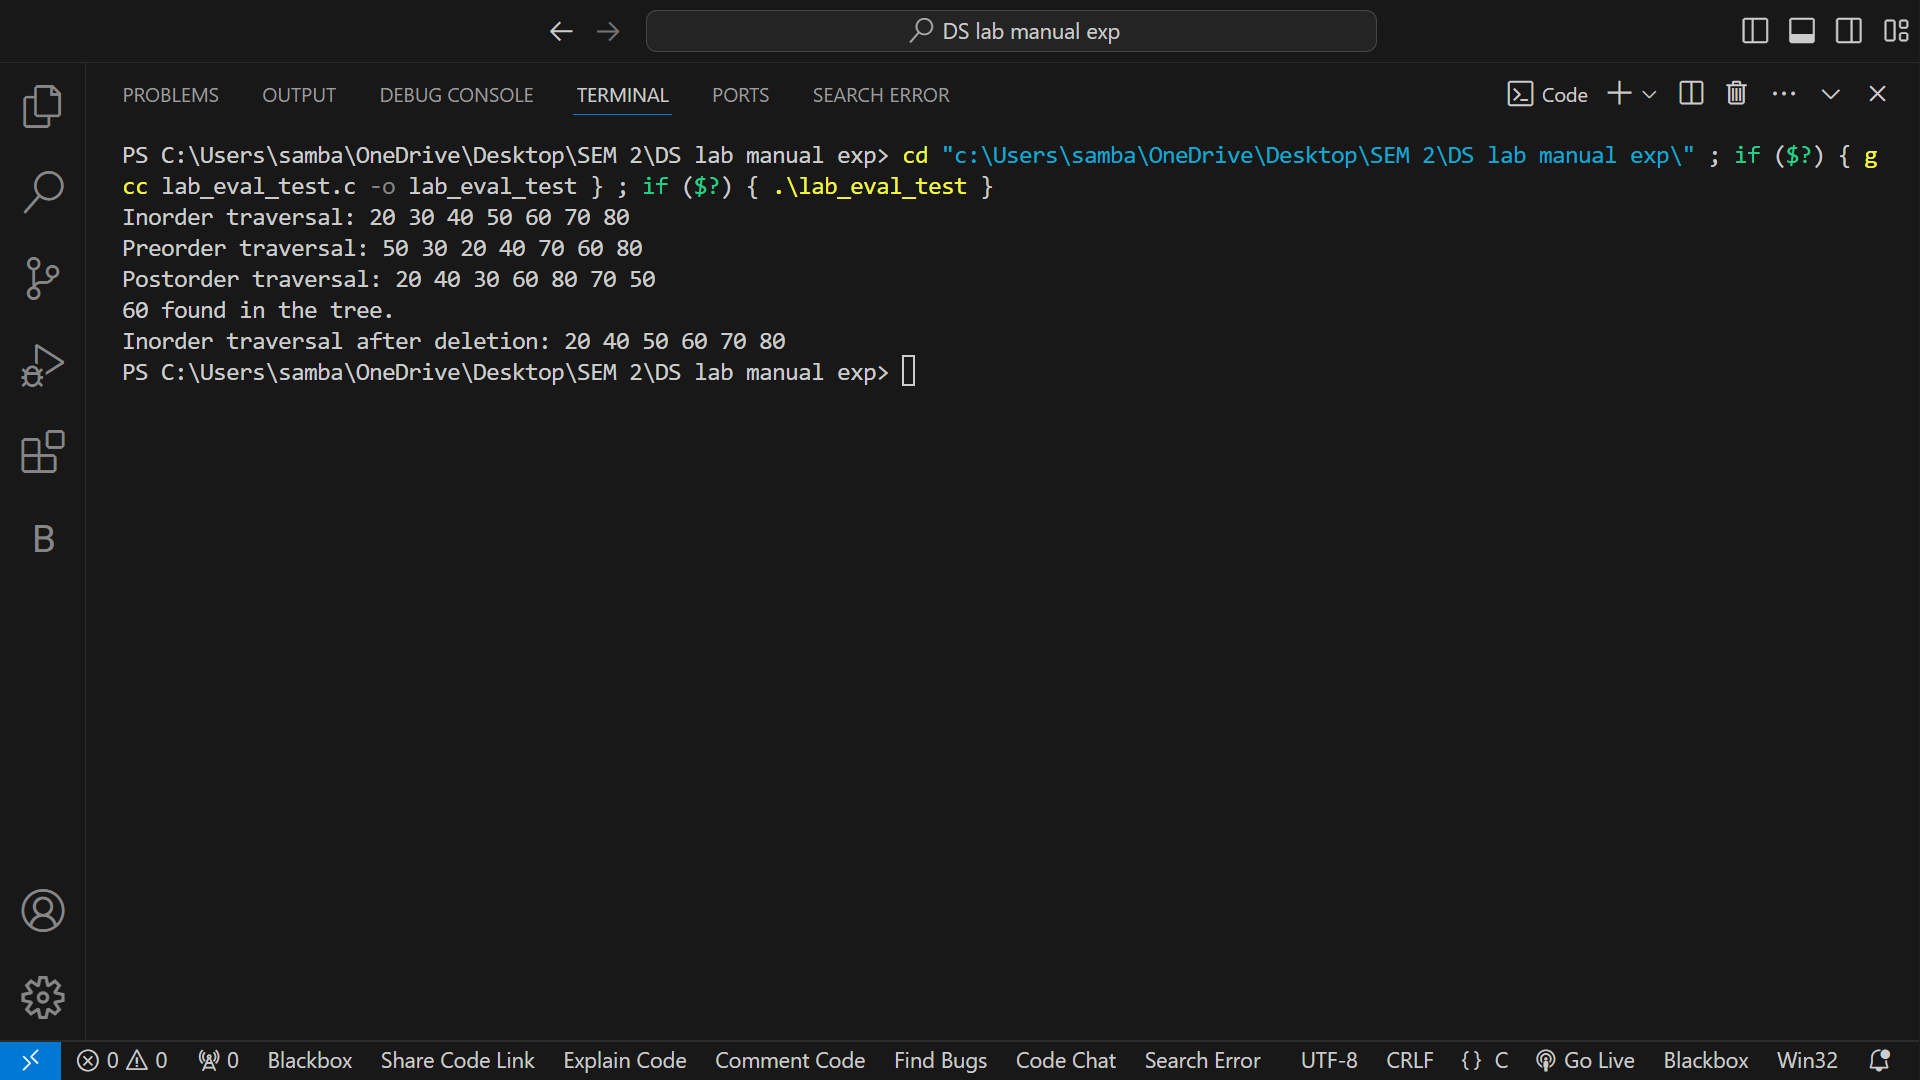 DS lab manual exp
PROBLEMS OUTPUT DEBUG CONSOLE TERMINAL PORTS SEARCH ERROR Code
PS C:\Users\samba\OneDrive\Desktop\SEM 2\DS lab manual exp> cd "c:\Users\samba\OneDrive\Desktop\SEM 2\DS lab manual exp\" ; if ($?) { g
cc lab_eval_test.c -o lab_eval_test } ; if ($?) { .\lab_eval_test }
Inorder traversal: 20 30 40 50 60 70 80
Preorder traversal: 50 30 20 40 70 60 80
Postorder traversal: 20 40 30 60 80 70 50
60 found in the tree.
Inorder traversal after deletion: 20 40 50 60 70 80
PS C:\Users\samba\OneDrive\Desktop\SEM 2\DS lab manual exp>
B
0 0 0 Blackbox Share Code Link Explain Code Comment Code Find Bugs Code Chat Search Error UTF-8 CRLF {} C Go Live Blackbox Win32